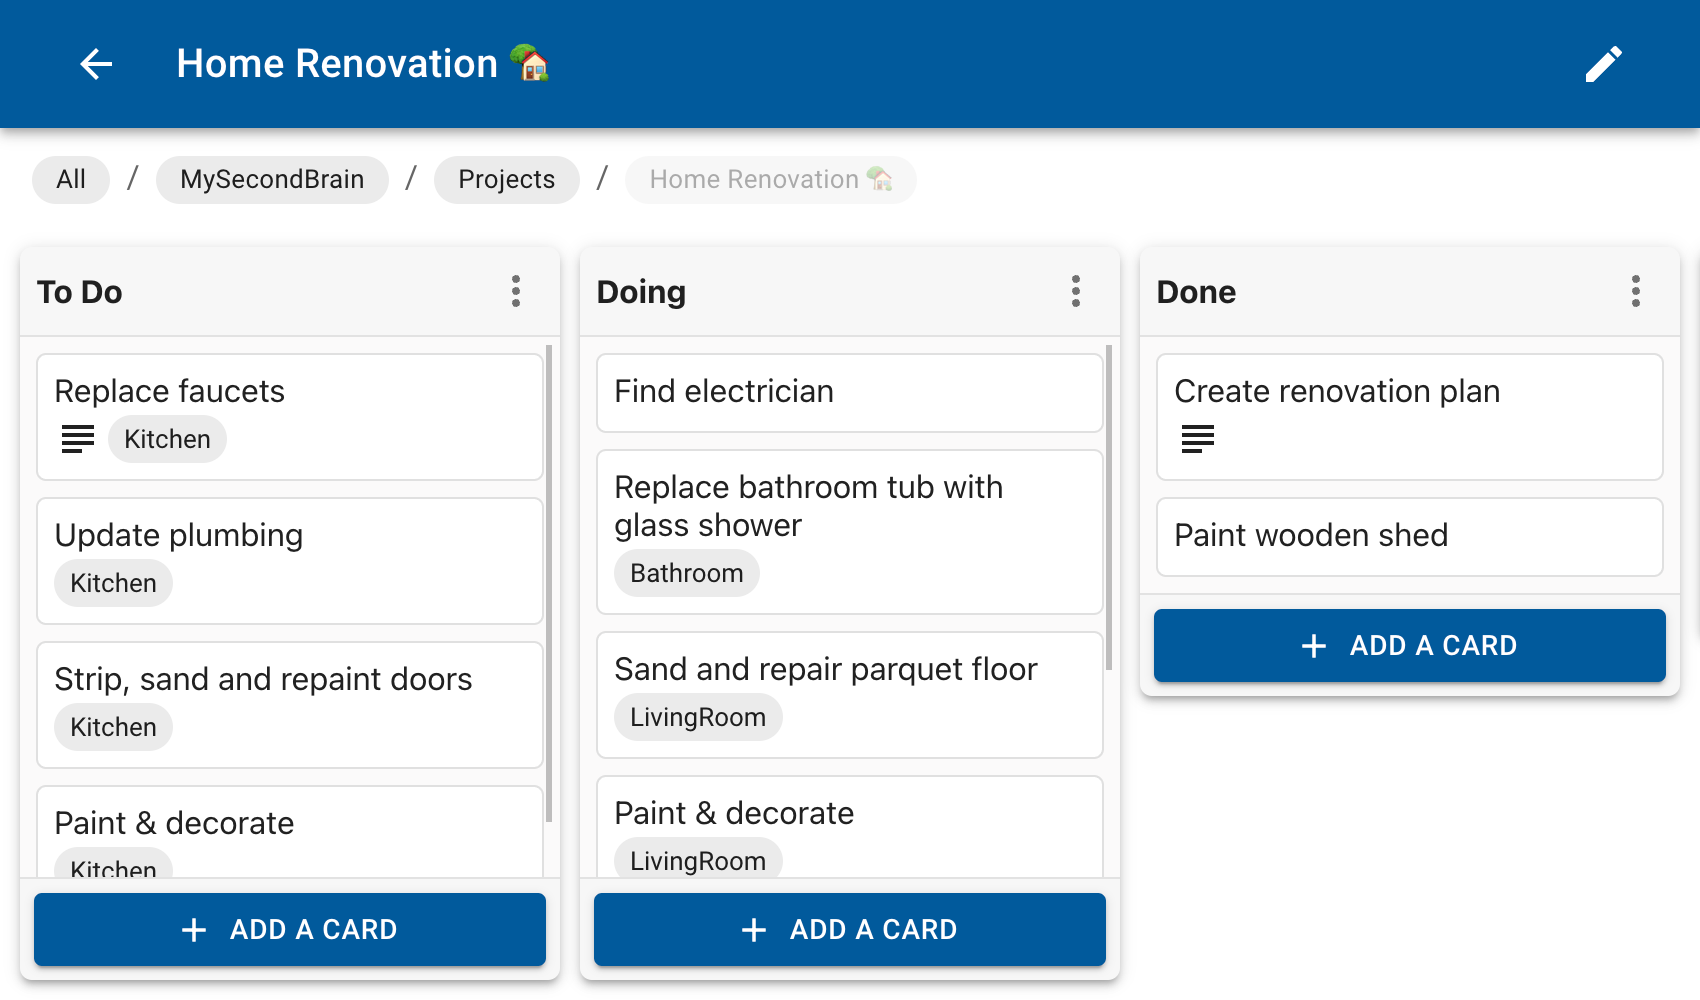 Home Renovation 🏡
All / MySecondBrain / Projects / Home Renovation 🏡
To Do
Replace faucets
Kitchen
Update plumbing
Kitchen
Strip, sand and repaint doors
Kitchen
Paint & decorate
Kitchen
+ ADD A CARD
Doing
Find electrician
Replace bathroom tub with
glass shower
Bathroom
Sand and repair parquet floor
LivingRoom
Paint & decorate
LivingRoom
+ ADD A CARD
Done
Create renovation plan
Paint wooden shed
+ ADD A CARD